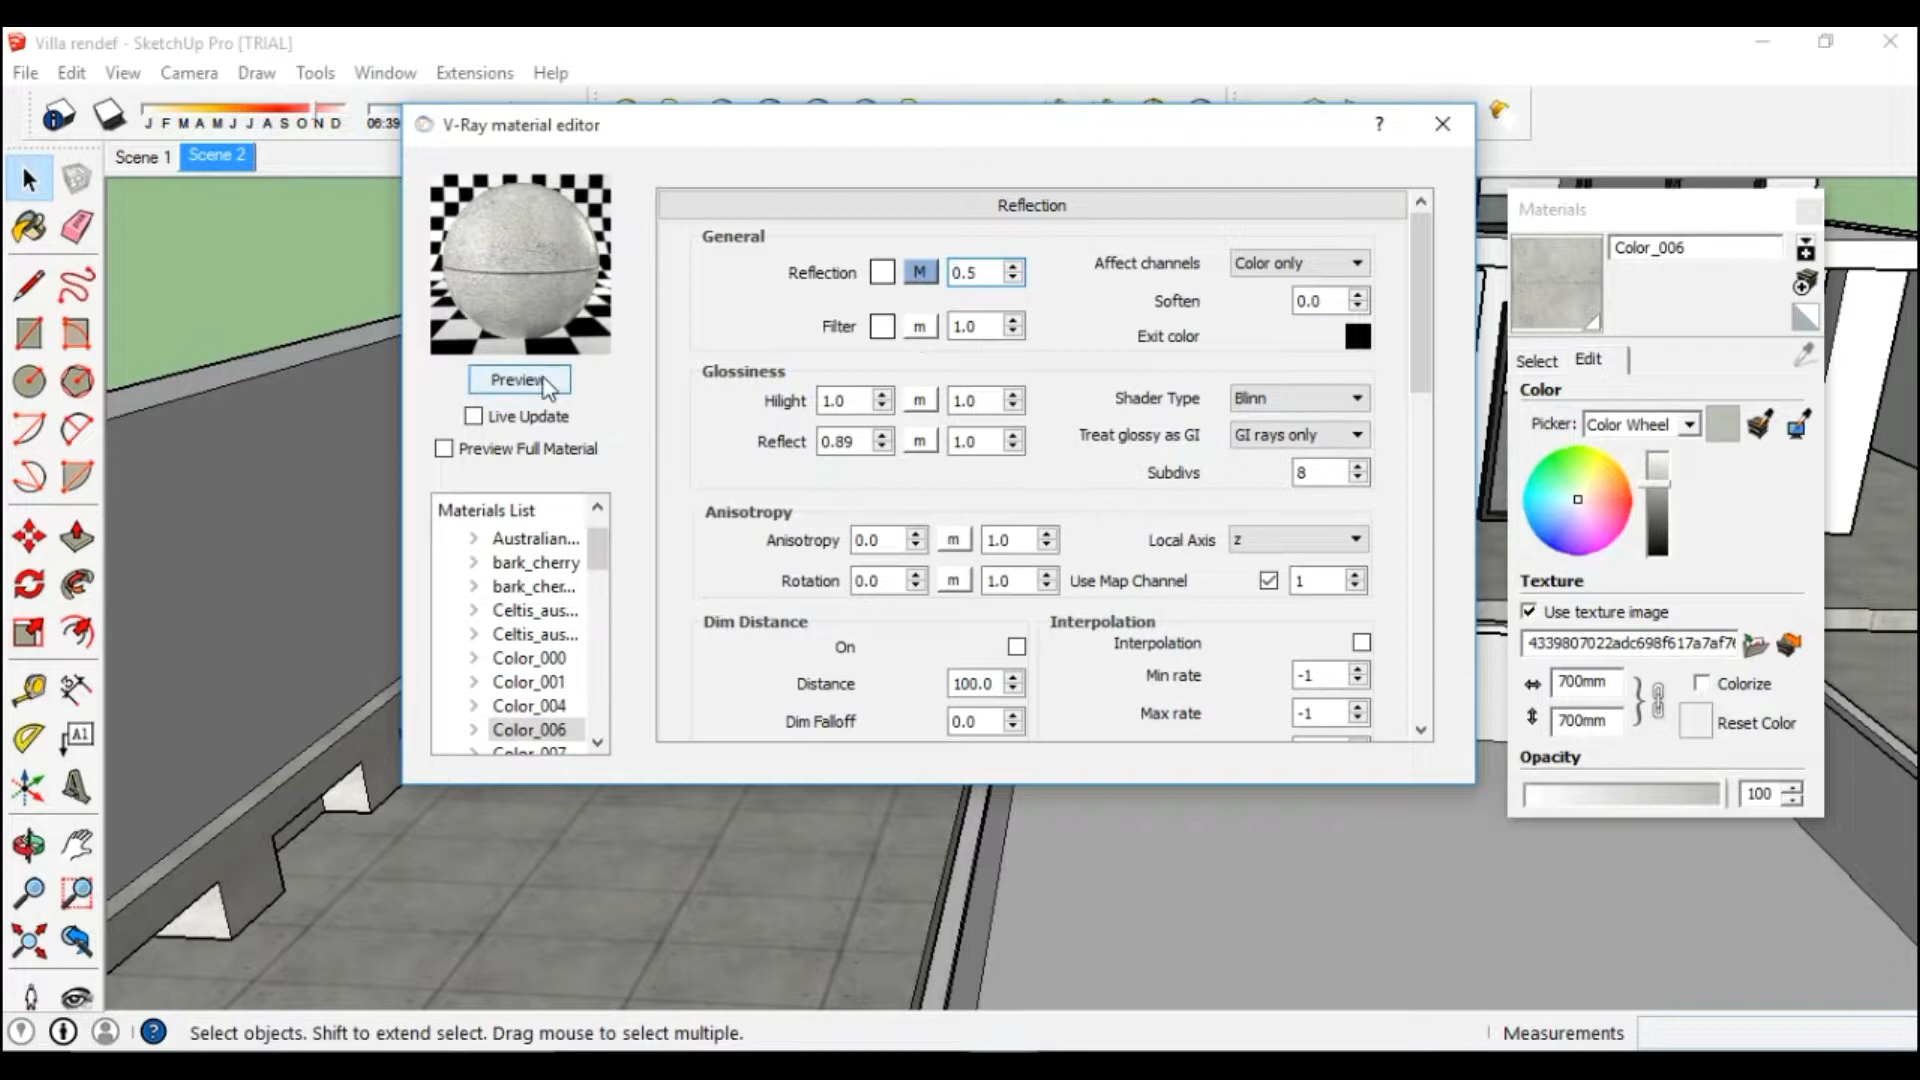 Villa rendef - SketchUp Pro [TRIAL]
File Edit View Camera Draw Tools Window Extensions Help
J F M A M J J A S O N D 06:39
V-Ray material editor ? 
Scene 1 Scene 2
Preview
Live Update
Preview Full Material
Materials List
Australian...
bark_cherry
bark_cher...
Celtis_aus...
Celtis_aus...
Color_000
Color_001
Color_004
Color_006
Color_007
Reflection
General
Reflection M 0.5 Affect channels Color only
Soften 0.0
Filter m 1.0
Exit color
Glossiness
Hilight 1.0 m 1.0 Shader Type Blinn
Reflect 0.89 m 1.0 Treat glossy as GI GI rays only
Subdivs 8
Anisotropy
Anisotropy 0.0 m 1.0 Local Axis z
Rotation 0.0 m 1.0 Use Map Channel 1
Dim Distance Interpolation
On Interpolation
Distance 100.0 Min rate -1
Dim Falloff 0.0 Max rate -1
Materials
Color_006
Select Edit
Color
Picker: Color Wheel
Texture
Use texture image
4339807022adc698f617a7af7
700mm Colorize
700mm Reset Color
Opacity
100
A1
Select objects. Shift to extend select. Drag mouse to select multiple. Measurements